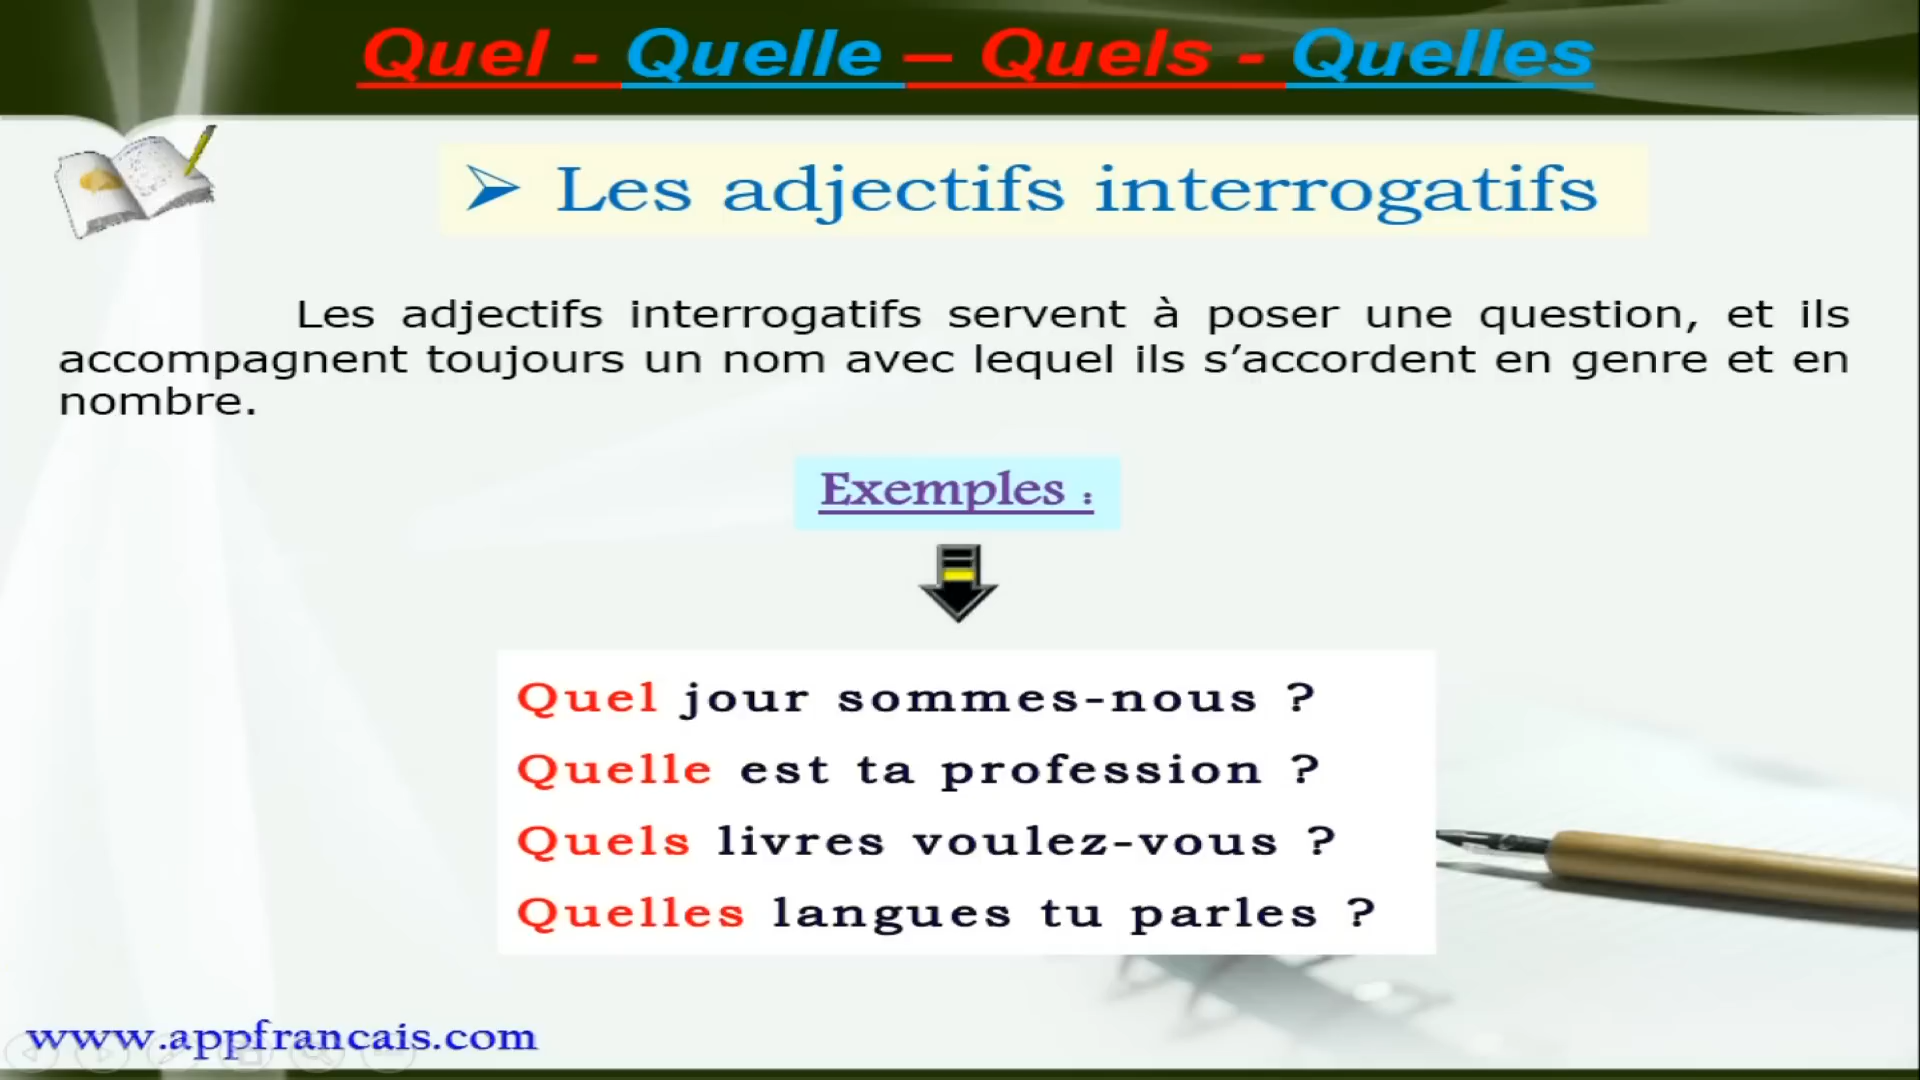 Quel - Quelle – Quels - Quelles
Les adjectifs interrogatifs
Les adjectifs interrogatifs servent à poser une question, et ils
accompagnent toujours un nom avec lequel ils s’accordent en genre et en
nombre.
Exemples :
Quel jour sommes-nous ?
Quelle est ta profession ?
Quels livres voulez-vous ?
Quelles langues tu parles ?
www.appfrancais.com